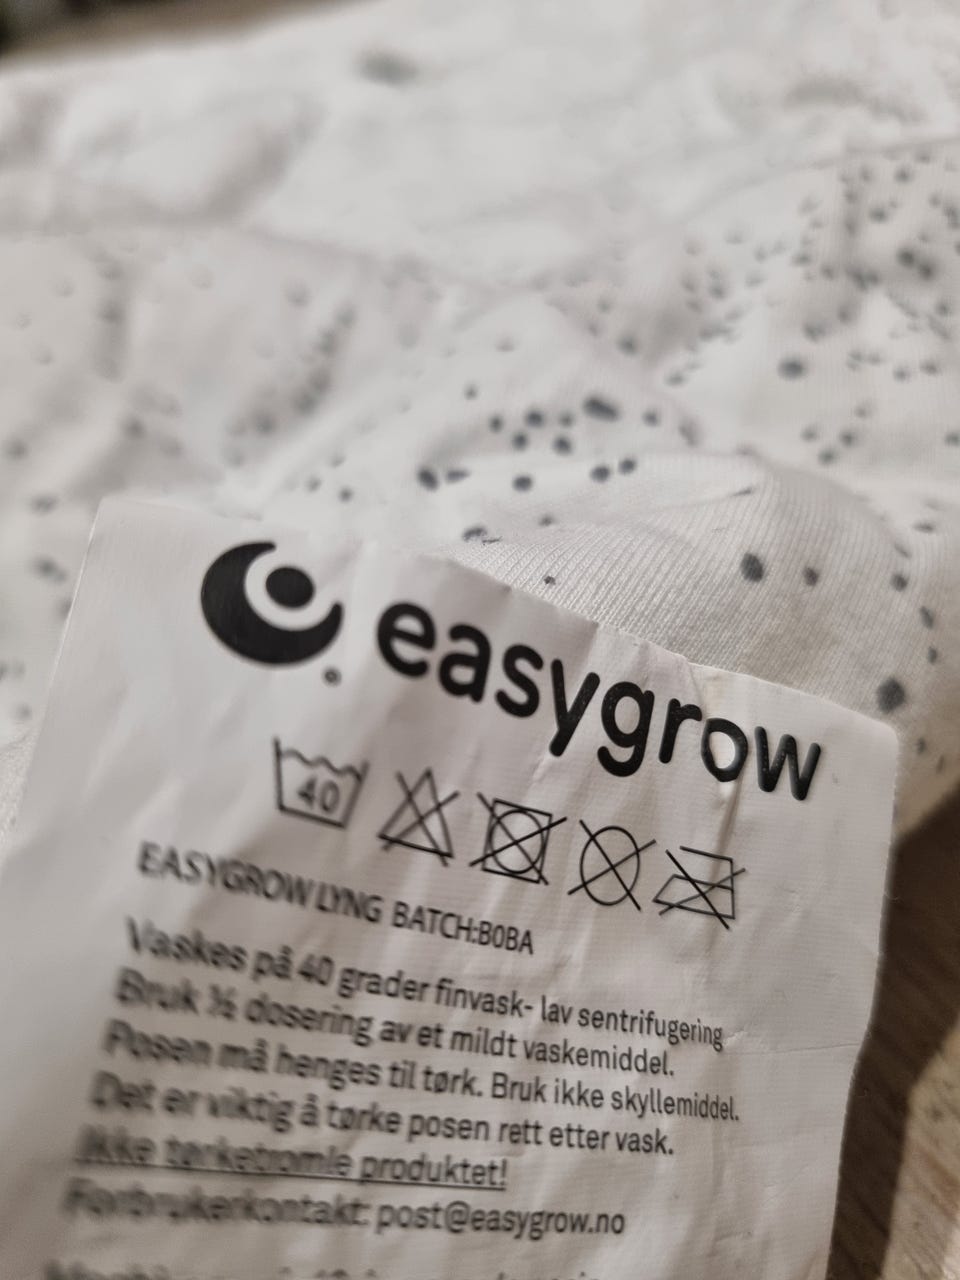 easygrow
40
EASYGROW LYNG BATCH:B0BA
Vaskes på 40 grader finvask- lav sentrifugering
Bruk ½ dosering av et mildt vaskemiddel.
Posen må henges til tørk. Bruk ikke skyllemiddel.
Det er viktig å tørke posen rett etter vask.
Ikke tørketromle produktet!
Forbrukerkontakt: post@easygrow.no